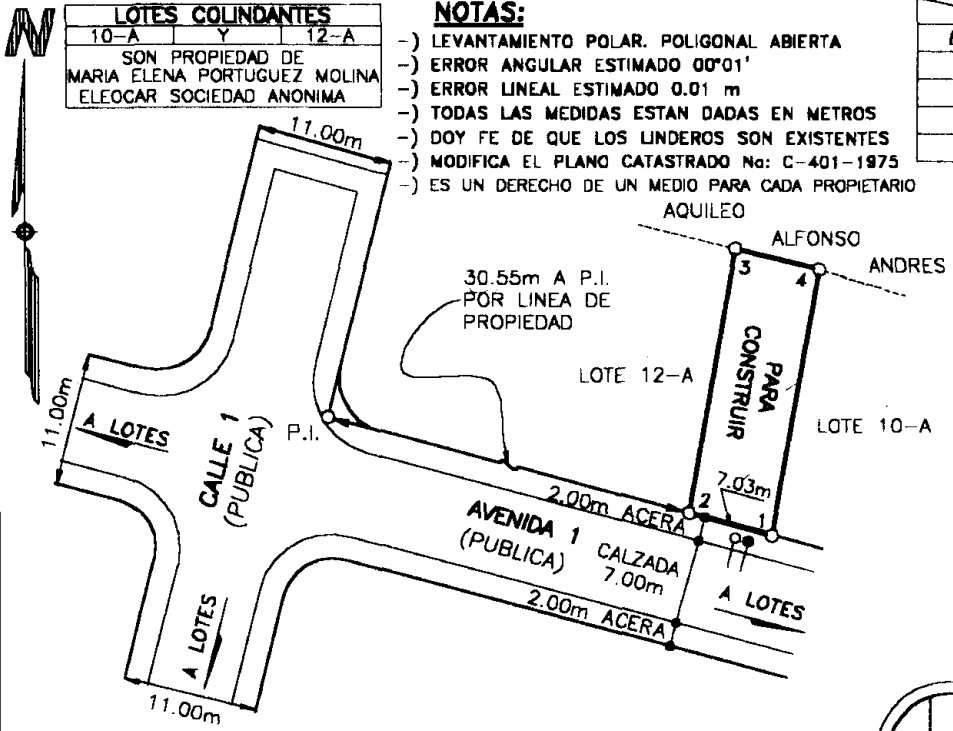 N
LOTES COLINDANTES
10-A Y 12-A
SON PROPIEDAD DE
MARIA ELENA PORTUGUEZ MOLINA
ELEOCAR SOCIEDAD ANONIMA
NOTAS:
-) LEVANTAMIENTO POLAR. POLIGONAL ABIERTA
-) ERROR ANGULAR ESTIMADO 00°01'
-) ERROR LINEAL ESTIMADO 0.01 m
-) TODAS LAS MEDIDAS ESTAN DADAS EN METROS
-) DOY FE DE QUE LOS LINDEROS SON EXISTENTES
-) MODIFICA EL PLANO CATASTRADO No: C-401-1975
-) ES UN DERECHO DE UN MEDIO PARA CADA PROPIETARIO
11.00m
AQUILEO
ALFONSO
ANDRES
3
4
30.55m A P.I.
POR LINEA DE
PROPIEDAD
PARA
CONSTRUIR
LOTE 12-A
LOTE 10-A
11.00m
A LOTES
P.I.
CALLE 1
(PUBLICA)
7.03m
2
1
2.00m ACERA
AVENIDA 1
(PUBLICA)
CALZADA
7.00m
A LOTES
2.00m ACERA
A LOTES
11.00m